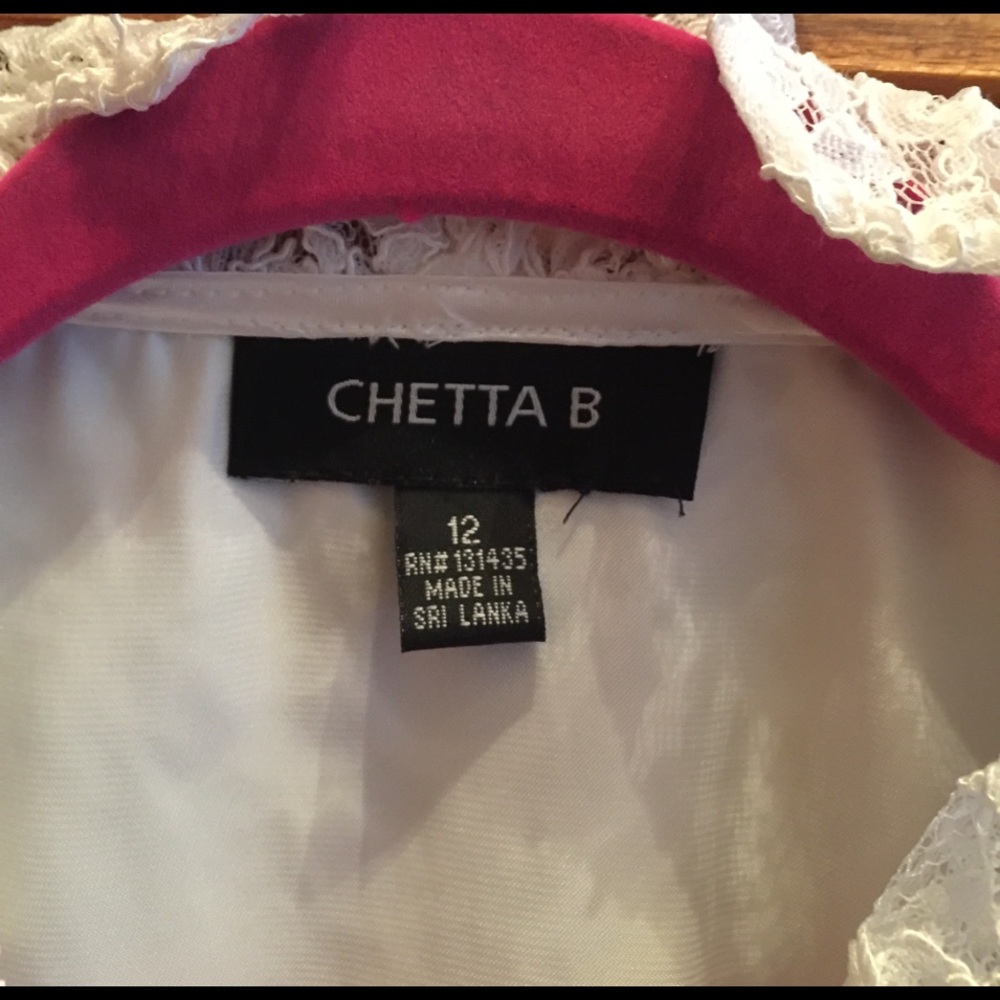 CHETTA B
12
RN# 131435
MADE IN
SRI LANKA